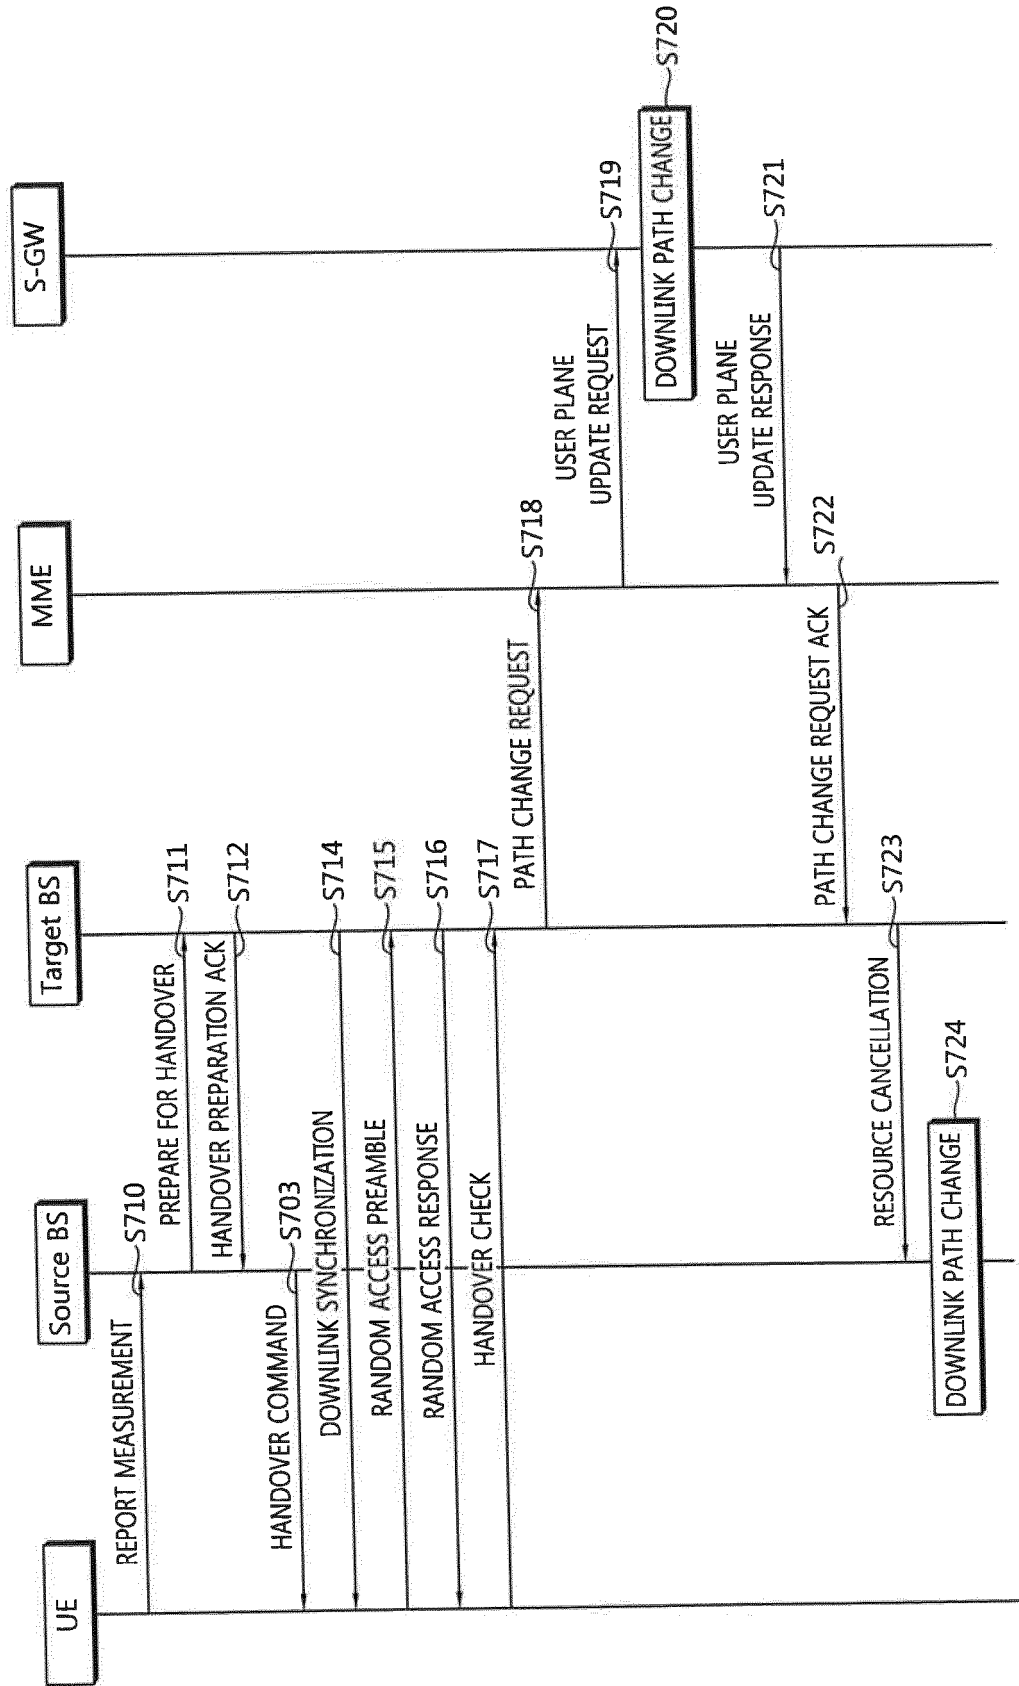 UE
Source BS
Target BS
MME
S-GW
REPORT MEASUREMENT
S710
PREPARE FOR HANDOVER
S711
HANDOVER PREPARATION ACK
S712
HANDOVER COMMAND
S703
DOWNLINK SYNCHRONIZATION
S714
RANDOM ACCESS PREAMBLE
S715
RANDOM ACCESS RESPONSE
S716
HANDOVER CHECK
S717
PATH CHANGE REQUEST
S718
USER PLANE
UPDATE REQUEST
S719
DOWNLINK PATH CHANGE
S720
USER PLANE
UPDATE RESPONSE
S721
PATH CHANGE REQUEST ACK
S722
RESOURCE CANCELLATION
S723
DOWNLINK PATH CHANGE
S724